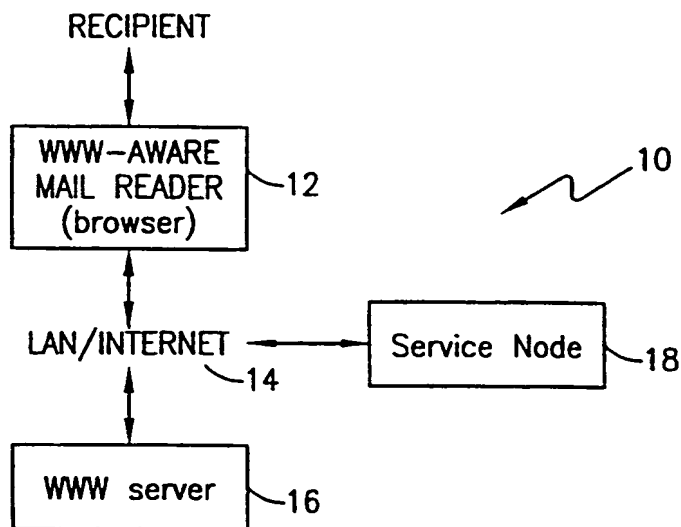 RECIPIENT
WWW-AWARE
MAIL READER
(browser)
12
10
LAN/INTERNET
14
Service Node
18
WWW server
16